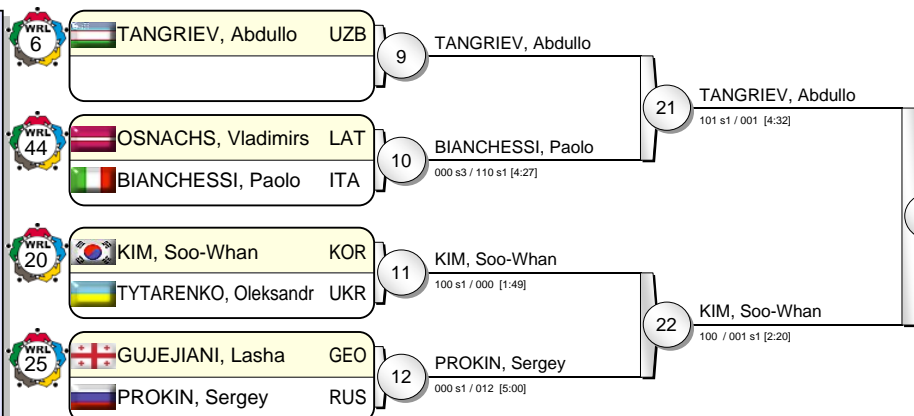 WRL 6 TANGRIEV, Abdullo UZB
9 TANGRIEV, Abdullo
21 TANGRIEV, Abdullo
101 s1 / 001 [4:32]
WRL 44 OSNACHS, Vladimirs LAT
BIANCHESSI, Paolo ITA
10 BIANCHESSI, Paolo
000 s3 / 110 s1 [4:27]
WRL 20 KIM, Soo-Whan KOR
TYTARENKO, Oleksandr UKR
11 KIM, Soo-Whan
100 s1 / 000 [1:49]
22 KIM, Soo-Whan
100 / 001 s1 [2:20]
WRL 25 GUJEJIANI, Lasha GEO
PROKIN, Sergey RUS
12 PROKIN, Sergey
000 s1 / 012 [5:00]